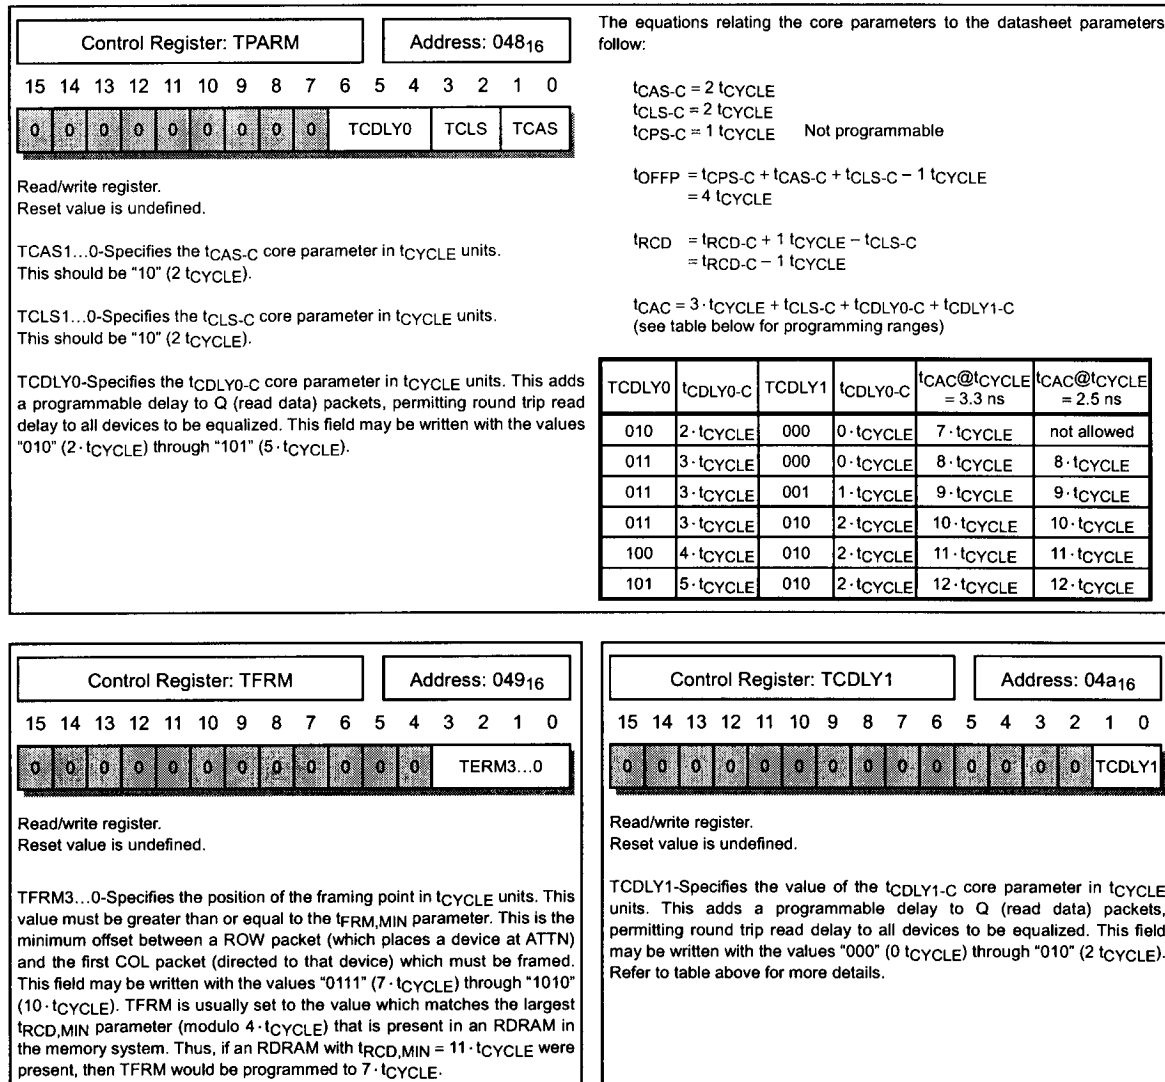 Control Register: TPARM
Address: 048₁₆
15 14 13 12 11 10 9 8 7 6 5 4 3 2 1 0
0 0 0 0 0 0 0 0 0 TCDLY0 TCLS TCAS
Read/write register.
Reset value is undefined.
TCAS1...0-Specifies the tCAS-C core parameter in tCYCLE units.
This should be "10" (2 tCYCLE).
TCLS1...0-Specifies the tCLS-C core parameter in tCYCLE units.
This should be "10" (2 tCYCLE).
TCDLY0-Specifies the tCDLY0-C core parameter in tCYCLE units. This adds
a programmable delay to Q (read data) packets, permitting round trip read
delay to all devices to be equalized. This field may be written with the values
"010" (2 · tCYCLE) through "101" (5 · tCYCLE).
The equations relating the core parameters to the datasheet parameters
follow:
tCAS-C = 2 tCYCLE
tCLS-C = 2 tCYCLE
tCPS-C = 1 tCYCLE Not programmable
tOFFP = tCPS-C + tCAS-C + tCLS-C – 1 tCYCLE
= 4 tCYCLE
tRCD = tRCD-C + 1 tCYCLE – tCLS-C
= tRCD-C – 1 tCYCLE
tCAC = 3 · tCYCLE + tCLS-C + tCDLY0-C + tCDLY1-C
(see table below for programming ranges)
TCDLY0 tCDLY0-C TCDLY1 tCDLY0-C tCAC@tCYCLE = 3.3 ns tCAC@tCYCLE = 2.5 ns
010 2 · tCYCLE 000 0 · tCYCLE 7 · tCYCLE not allowed
011 3 · tCYCLE 000 0 · tCYCLE 8 · tCYCLE 8 · tCYCLE
011 3 · tCYCLE 001 1 · tCYCLE 9 · tCYCLE 9 · tCYCLE
011 3 · tCYCLE 010 2 · tCYCLE 10 · tCYCLE 10 · tCYCLE
100 4 · tCYCLE 010 2 · tCYCLE 11 · tCYCLE 11 · tCYCLE
101 5 · tCYCLE 010 2 · tCYCLE 12 · tCYCLE 12 · tCYCLE
Control Register: TFRM
Address: 049₁₆
15 14 13 12 11 10 9 8 7 6 5 4 3 2 1 0
0 0 0 0 0 0 0 0 0 0 0 0 TERM3...0
Read/write register.
Reset value is undefined.
TFRM3...0-Specifies the position of the framing point in tCYCLE units. This
value must be greater than or equal to the tFRM,MIN parameter. This is the
minimum offset between a ROW packet (which places a device at ATTN)
and the first COL packet (directed to that device) which must be framed.
This field may be written with the values "0111" (7 · tCYCLE) through "1010"
(10 · tCYCLE). TFRM is usually set to the value which matches the largest
tRCD,MIN parameter (modulo 4 · tCYCLE) that is present in an RDRAM in
the memory system. Thus, if an RDRAM with tRCD,MIN = 11 · tCYCLE were
present, then TFRM would be programmed to 7 · tCYCLE.
Control Register: TCDLY1
Address: 04a₁₆
15 14 13 12 11 10 9 8 7 6 5 4 3 2 1 0
0 0 0 0 0 0 0 0 0 0 0 0 0 0 TCDLY1
Read/write register.
Reset value is undefined.
TCDLY1-Specifies the value of the tCDLY1-C core parameter in tCYCLE
units. This adds a programmable delay to Q (read data) packets,
permitting round trip read delay to all devices to be equalized. This field
may be written with the values "000" (0 tCYCLE) through "010" (2 tCYCLE).
Refer to table above for more details.